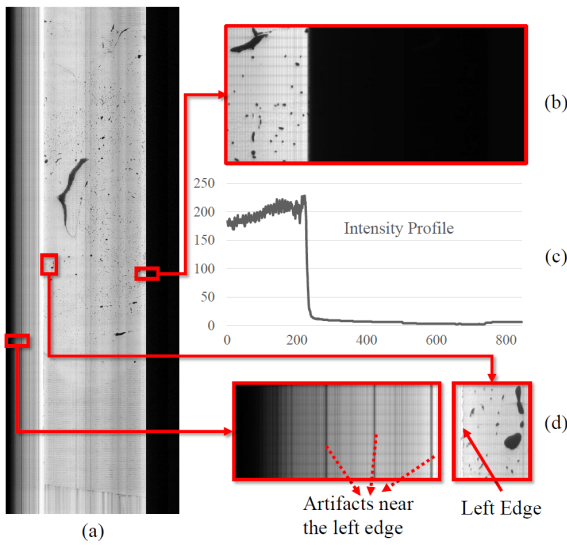 (b)
250
200
150
100
50
0
Intensity Profile
(c)
0
200
400
600
800
(d)
Artifacts near
the left edge
Left Edge
(a)